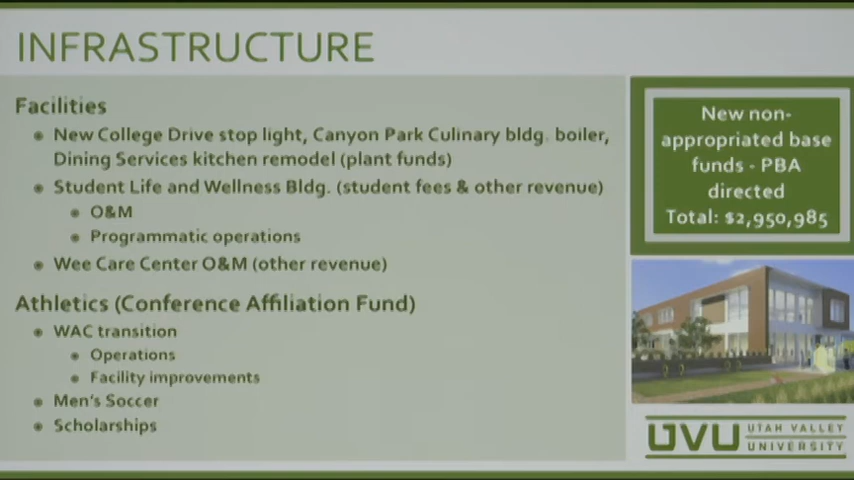 INFRASTRUCTURE
Facilities
New College Drive stop light, Canyon Park Culinary bldg. boiler,
Dining Services kitchen remodel (plant funds)
Student Life and Wellness Bldg. (student fees & other revenue)
O&M
Programmatic operations
Wee Care Center O&M (other revenue)
Athletics (Conference Affiliation Fund)
WAC transition
Operations
Facility improvements
Men's Soccer
Scholarships
New non-
appropriated base
funds - PBA
directed
Total: $2,950,985
UVU UTAH VALLEY
UNIVERSITY